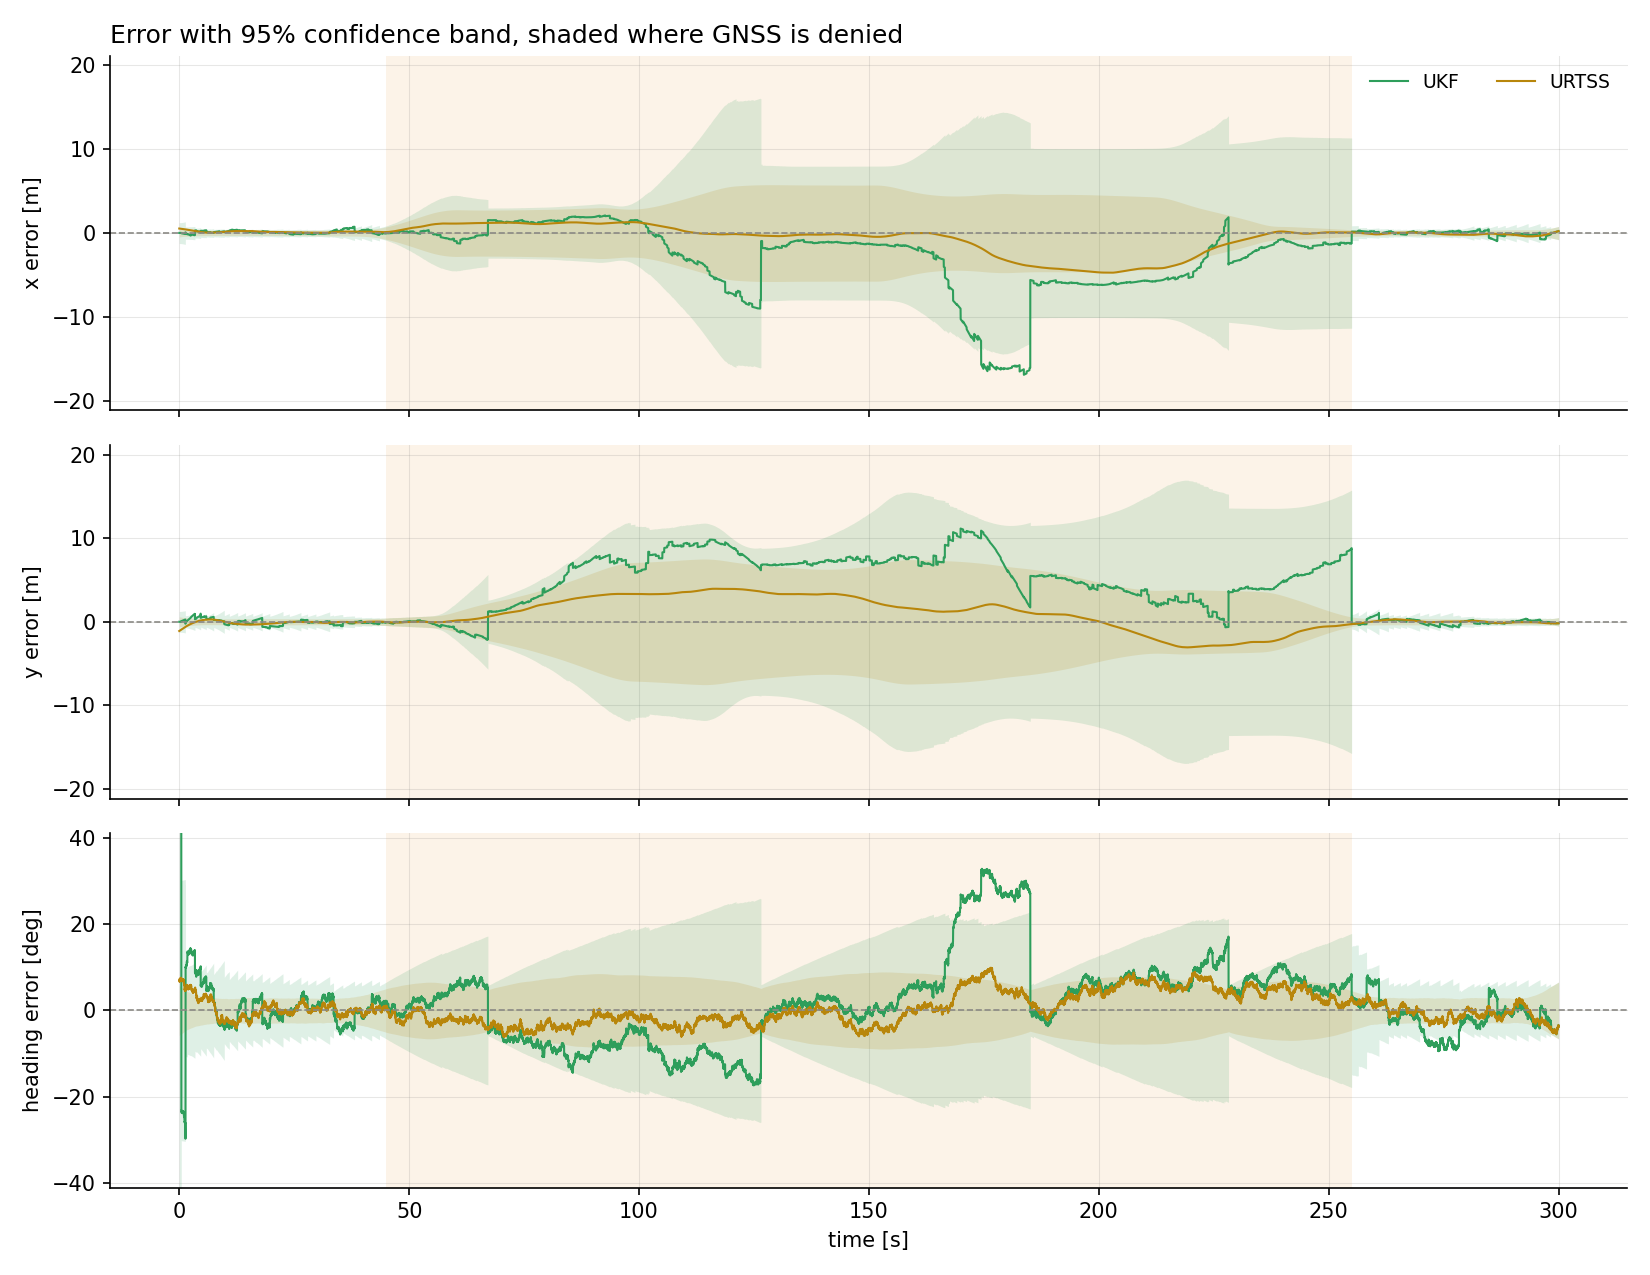 Error with 95% confidence band, shaded where GNSS is denied
UKF URTSS
x error [m]
20
10
0
−10
−20
y error [m]
20
10
0
−10
−20
heading error [deg]
40
20
0
−20
−40
0 50 100 150 200 250 300
time [s]